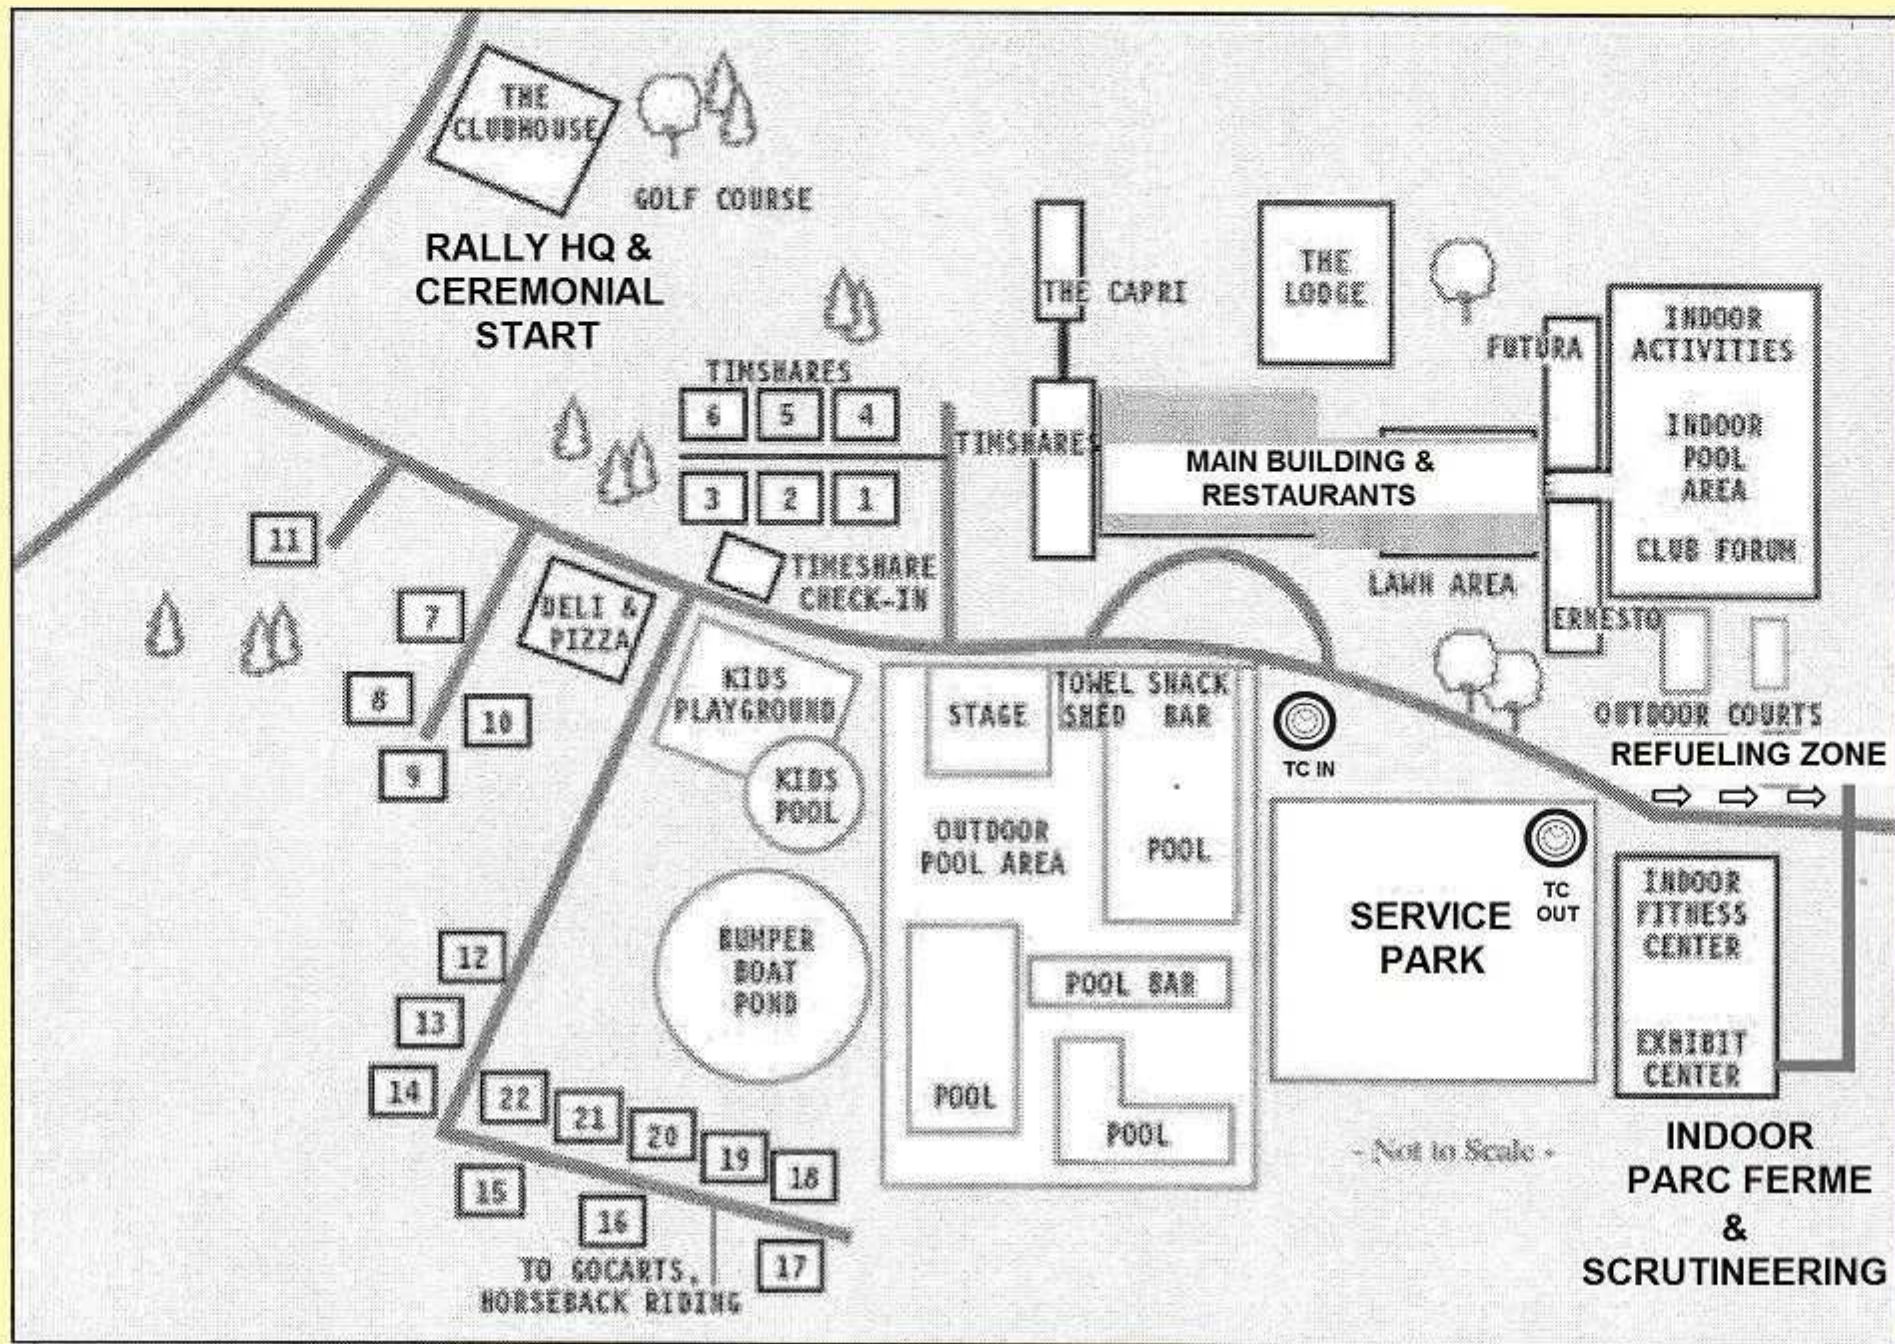 THE
CLUBHOUSE
GOLF COURSE
RALLY HQ &
CEREMONIAL
START
THE CAPRI
THE
LODGE
FUTURA
INDOOR
ACTIVITIES
INDOOR
POOL
AREA
CLUB FORUM
TIMSHARES
6 5 4
3 2 1
TIMSHARES
MAIN BUILDING &
RESTAURANTS
LAWN AREA
ERNESTO
TIMESHARE
CHECK-IN
11
7
8
10
9
DELI &
PIZZA
KIDS
PLAYGROUND
KIDS
POOL
STAGE
TOWEL
SHED
SNACK
BAR
POOL
OUTDOOR
POOL AREA
BUMPER
BOAT
POND
POOL BAR
POOL
POOL
TC IN
TC
OUT
SERVICE
PARK
OUTDOOR COURTS
REFUELING ZONE
INDOOR
FITNESS
CENTER
EXHIBIT
CENTER
INDOOR
PARC FERME
&
SCRUTINEERING
- Not to Scale -
12
13
14
22
21
20
19
18
15
16
17
TO GOCARTS,
HORSEBACK RIDING